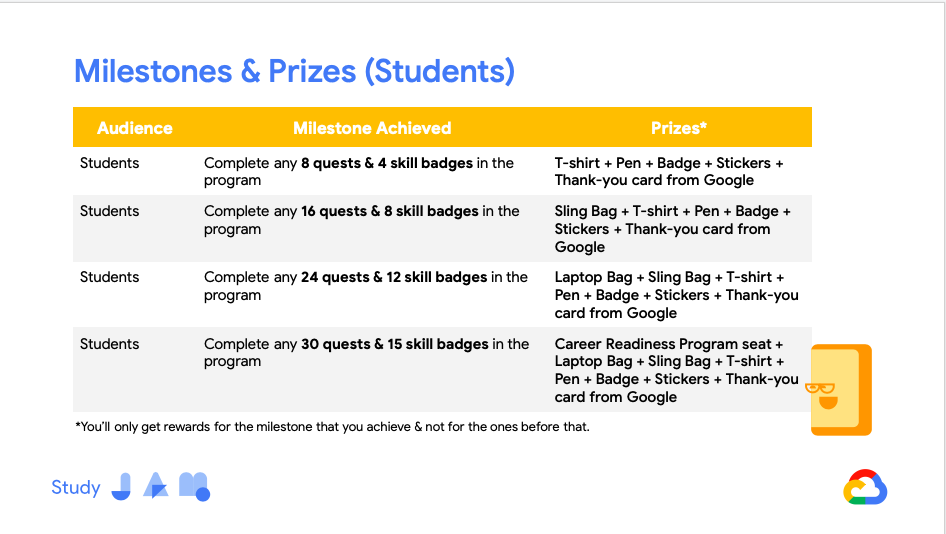 Milestones & Prizes (Students)
Audience Milestone Achieved Prizes*
Students Complete any 8 quests & 4 skill badges in the program T-shirt + Pen + Badge + Stickers + Thank-you card from Google
Students Complete any 16 quests & 8 skill badges in the program Sling Bag + T-shirt + Pen + Badge + Stickers + Thank-you card from Google
Students Complete any 24 quests & 12 skill badges in the program Laptop Bag + Sling Bag + T-shirt + Pen + Badge + Stickers + Thank-you card from Google
Students Complete any 30 quests & 15 skill badges in the program Career Readiness Program seat + Laptop Bag + Sling Bag + T-shirt + Pen + Badge + Stickers + Thank-you card from Google
*You'll only get rewards for the milestone that you achieve & not for the ones before that.
Study JAM